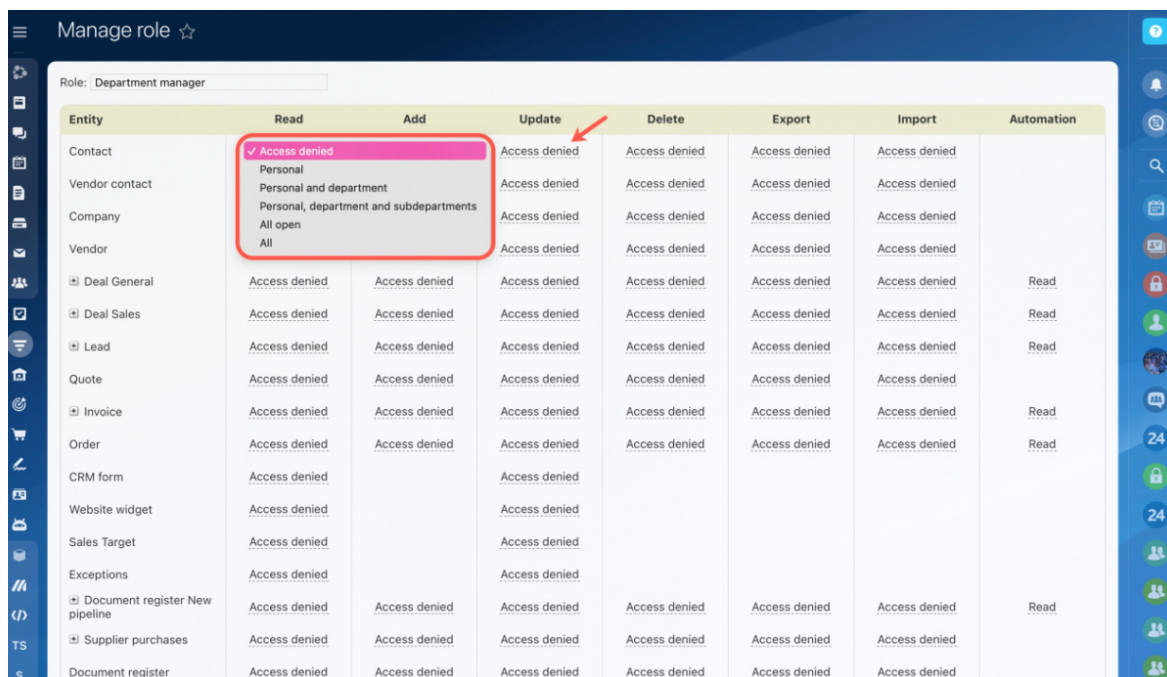 Manage role
Role: Department manager
Entity Read Add Update Delete Export Import Automation
Contact Access denied Access denied Access denied Access denied Access denied
Personal
Vendor contact Access denied Access denied Access denied Access denied
Personal and department
Personal, department and subdepartments
Company Access denied Access denied Access denied Access denied
All open
All
Vendor Access denied Access denied Access denied Access denied
Deal General Access denied Access denied Access denied Access denied Access denied Access denied Read
Deal Sales Access denied Access denied Access denied Access denied Access denied Access denied Read
Lead Access denied Access denied Access denied Access denied Access denied Access denied Read
Quote Access denied Access denied Access denied Access denied Access denied Access denied
Invoice Access denied Access denied Access denied Access denied Access denied Access denied Read
Order Access denied Access denied Access denied Access denied Access denied Access denied Read
24
CRM form Access denied Access denied
Website widget Access denied Access denied
24
Sales Target Access denied Access denied
Exceptions Access denied Access denied
Document register New
pipeline Access denied Access denied Access denied Access denied Access denied Access denied Read
TS
Supplier purchases Access denied Access denied Access denied Access denied Access denied Access denied
S
Document register Access denied Access denied Access denied Access denied Access denied Access denied